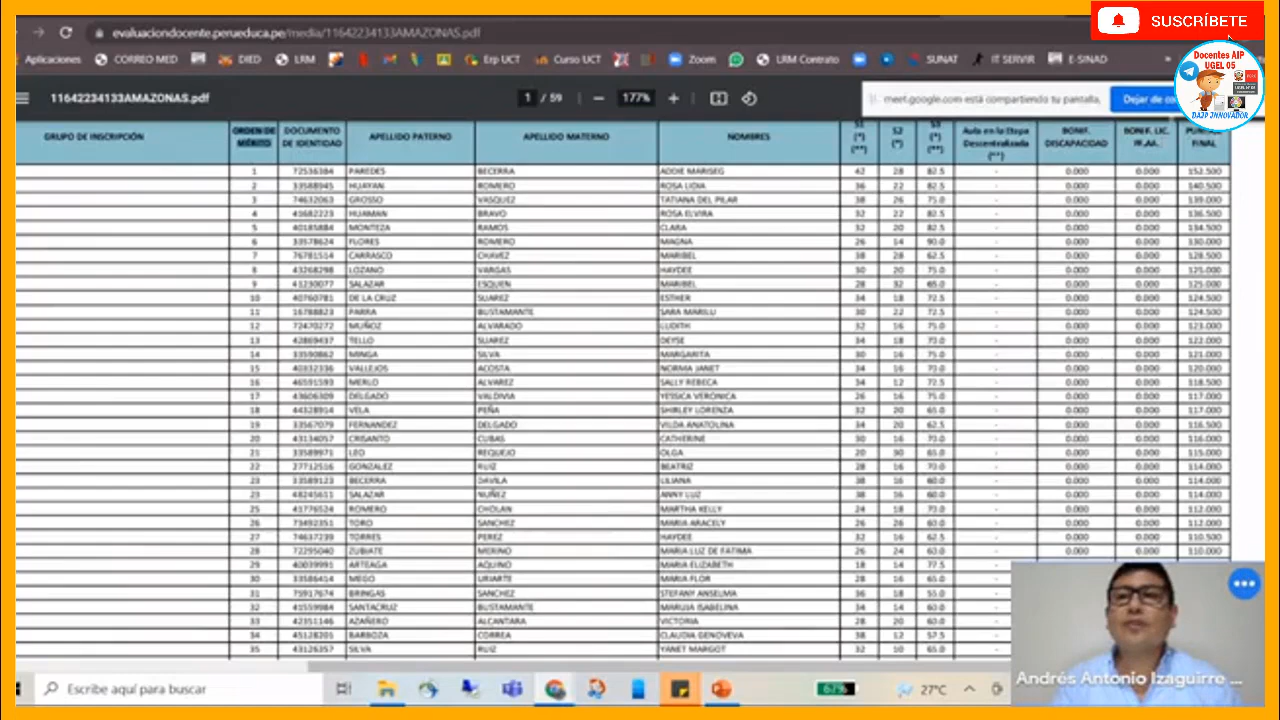 SUSCRÍBETE
Docentes AIP
UGEL 05
DAIP INNOVADOR
evaluaciondocente.perueduca.pe/media/11642234133AMAZONAS.pdf
Aplicaciones CORREO MED DIED LRM Erp UCT Curso UCT Zoom LRM Contrato SUNAT IT SERVIR E-SINAD »
11642234133AMAZONAS.pdf 1 / 59 — 177% +
meet.google.com está compartiendo tu pantalla. Dejar de co
GRUPO DE INSCRIPCIÓN ORDEN DE MÉRITO DOCUMENTO DE IDENTIDAD APELLIDO PATERNO APELLIDO MATERNO NOMBRES S1 (*) (**) S2 (*) S3 (*) (**) Aula en la Etapa Descentralizada (**) BONIF. DISCAPACIDAD BONIF. LIC. FF.AA. FINAL
1 72536384 PAREDES BECERRA ADDIE MARISEG 42 28 82.5 - 0.000 0.000 152.500
2 33588945 HUAYAN ROMERO ROSA LIDIA 36 22 82.5 - 0.000 0.000 140.500
3 74632063 GROSSO VASQUEZ TATIANA DEL PILAR 38 26 75.0 - 0.000 0.000 139.000
4 41682223 HUAMAN BRAVO ROSA ELVIRA 32 22 82.5 - 0.000 0.000 136.500
5 40185884 MONTEZA RAMOS CLARA 32 20 82.5 - 0.000 0.000 134.500
6 33578624 FLORES ROMERO MAGNA 26 14 90.0 - 0.000 0.000 130.000
7 76781514 CARRASCO CHAVEZ MARIBEL 38 28 62.5 - 0.000 0.000 128.500
8 43268298 LOZANO VARGAS HAYDEE 30 20 75.0 - 0.000 0.000 125.000
9 41230077 SALAZAR ESQUEN MARIBEL 28 32 65.0 - 0.000 0.000 125.000
10 40760781 DE LA CRUZ SUAREZ ESTHER 34 18 72.5 - 0.000 0.000 124.500
11 16788823 PARRA BUSTAMANTE SARA MARILU 30 22 72.5 - 0.000 0.000 124.500
12 72470272 MUÑOZ ALVARADO LUDITH 32 16 75.0 - 0.000 0.000 123.000
13 42869437 TELLO SUAREZ DEYSE 34 18 70.0 - 0.000 0.000 122.000
14 33590862 MINGA SILVA MARGARITA 30 16 75.0 - 0.000 0.000 121.000
15 40332336 VALLEJOS ACOSTA NORMA JANET 34 16 70.0 - 0.000 0.000 120.000
16 46591593 MERLO ALVAREZ SALLY REBECA 34 12 72.5 - 0.000 0.000 118.500
17 43606309 DELGADO VALDIVIA YESSICA VERONICA 26 16 75.0 - 0.000 0.000 117.000
18 44328914 VELA PEÑA SHIRLEY LORENZA 32 20 65.0 - 0.000 0.000 117.000
19 33567079 FERNANDEZ DELGADO VILDA ANATOLINA 34 20 62.5 - 0.000 0.000 116.500
20 43134057 CRISANTO CUBAS CATHERINE 30 16 70.0 - 0.000 0.000 116.000
21 33589971 LEO REQUEJO OLGA 20 30 65.0 - 0.000 0.000 115.000
22 27712516 GONZALEZ RUIZ BEATRIZ 28 16 70.0 - 0.000 0.000 114.000
23 33589123 BECERRA DAVILA LILIANA 38 16 60.0 - 0.000 0.000 114.000
23 48245611 SALAZAR NUÑEZ ANNY LUZ 38 16 60.0 - 0.000 0.000 114.000
25 41776524 ROMERO CHOLAN MARTHA KELLY 24 18 70.0 - 0.000 0.000 112.000
26 73492351 TORO SANCHEZ MARIA ARACELY 26 26 60.0 - 0.000 0.000 112.000
27 74637239 TORRES PEREZ HAYDEE 32 16 62.5 - 0.000 0.000 110.500
28 72295040 ZUBIATE MERINO MARIA LUZ DE FATIMA 26 24 60.0 - 0.000 0.000 110.000
29 40039991 ARTEAGA AQUINO MARIA ELIZABETH 18 14 77.5
30 33586414 MEGO URIARTE MARIA FLOR 28 16 65.0
31 75917674 BRINGAS SANCHEZ STEFANY ANSELMA 36 18 55.0
32 41559984 SANTACRUZ BUSTAMANTE MARUJA ISABELINA 34 14 60.0
33 42351146 AZAÑERO ALCANTARA VICTORIA 28 20 60.0
34 45128201 BARBOZA CORREA CLAUDIA GENOVEVA 38 12 57.5
35 43126357 SILVA RUIZ YANET MARGOT 32 10 65.0
Andrés Antonio Izaguirre ...
Escribe aquí para buscar 67% 27°C